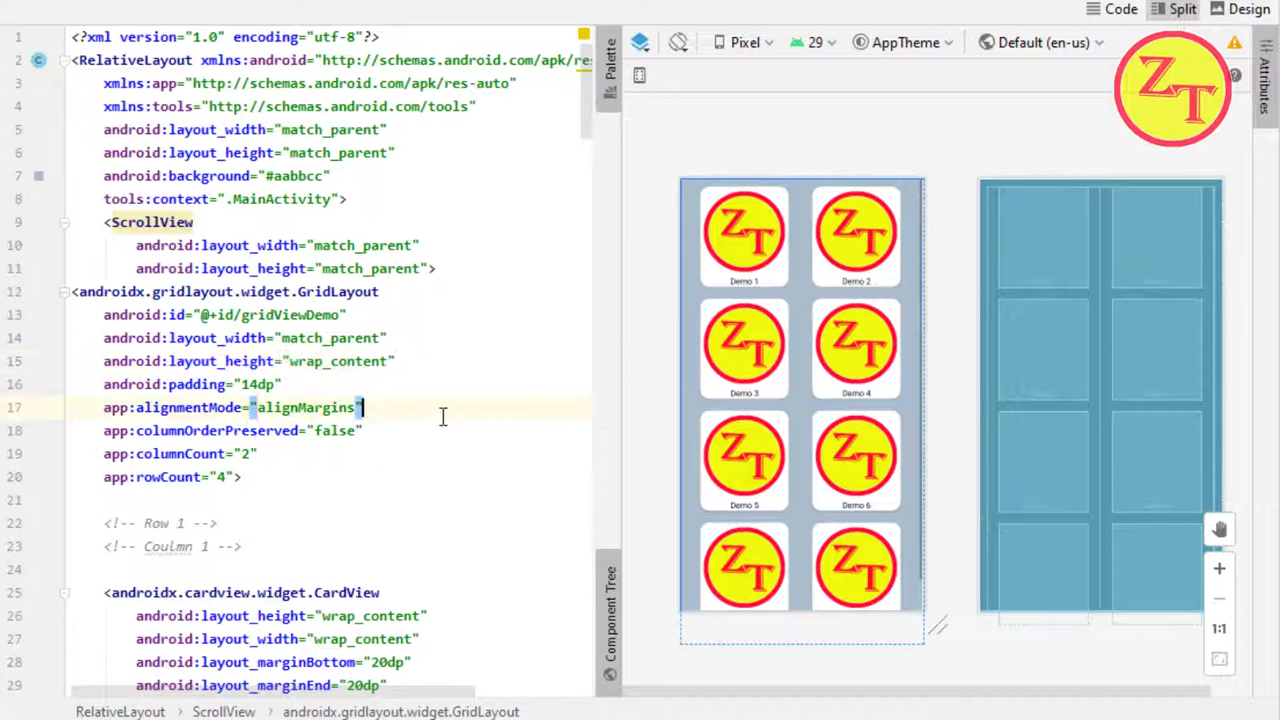 Code Split Design
1 <?xml version="1.0" encoding="utf-8"?>
2 <RelativeLayout xmlns:android="http://schemas.android.com/apk/res
3 xmlns:app="http://schemas.android.com/apk/res-auto"
4 xmlns:tools="http://schemas.android.com/tools"
5 android:layout_width="match_parent"
6 android:layout_height="match_parent"
7 android:background="#aabbcc"
8 tools:context=".MainActivity">
9 <ScrollView
10 android:layout_width="match_parent"
11 android:layout_height="match_parent">
12 <androidx.gridlayout.widget.GridLayout
13 android:id="@+id/gridViewDemo"
14 android:layout_width="match_parent"
15 android:layout_height="wrap_content"
16 android:padding="14dp"
17 app:alignmentMode="alignMargins"
18 app:columnOrderPreserved="false"
19 app:columnCount="2"
20 app:rowCount="4">
21
22 <!-- Row 1 -->
23 <!-- Coulmn 1 -->
24
25 <androidx.cardview.widget.CardView
26 android:layout_height="wrap_content"
27 android:layout_width="wrap_content"
28 android:layout_marginBottom="20dp"
29 android:layout_marginEnd="20dp"
RelativeLayout > ScrollView > androidx.gridlayout.widget.GridLayout
Palette
Component Tree
Pixel 29 AppTheme Default (en-us)
ZT
Attributes
ZT ZT
Demo 1 Demo 2
ZT ZT
Demo 3 Demo 4
ZT ZT
Demo 5 Demo 6
ZT ZT
1:1